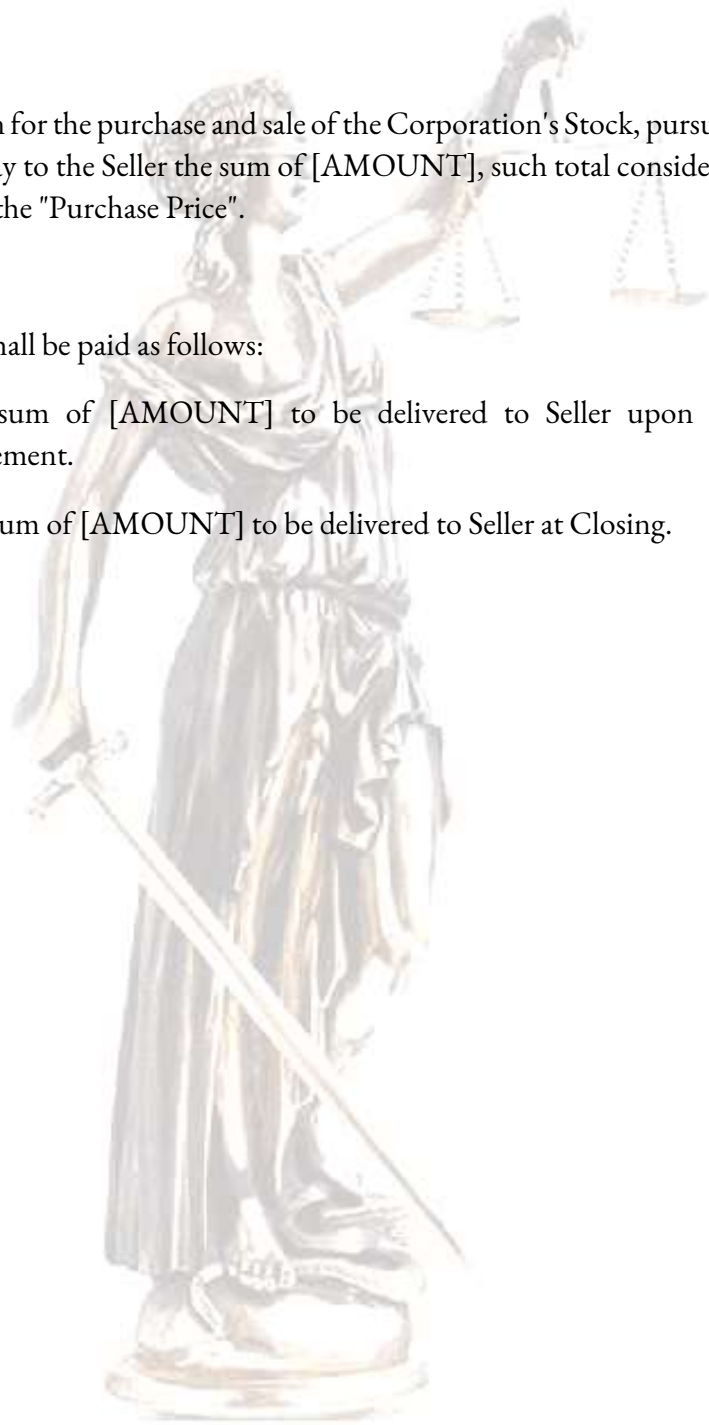 for the purchase and sale of the Corporation's Stock, pursu
y to the Seller the sum of [AMOUNT], such total conside
the "Purchase Price".
hall be paid as follows:
sum of [AMOUNT] to be delivered to Seller upon
ement.
um of [AMOUNT] to be delivered to Seller at Closing.